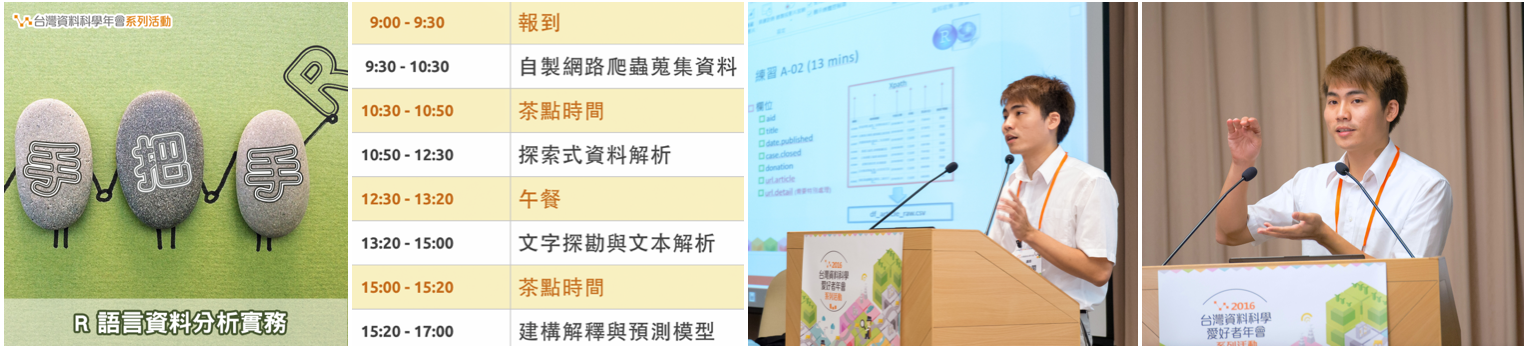 台灣資料科學年會系列活動
R
手 把 手
R 語言資料分析實務
9:00 - 9:30 報到
9:30 - 10:30 自製網路爬蟲蒐集資料
10:30 - 10:50 茶點時間
10:50 - 12:30 探索式資料解析
12:30 - 13:20 午餐
13:20 - 15:00 文字探勘與文本解析
15:00 - 15:20 茶點時間
15:20 - 17:00 建構解釋與預測模型
R
練習 A-02 (13 mins)
欄位
aid
title
date.published
case.closed
donation
url.article
url.detail
2016
台灣資料科學
愛好者年會
系列活動
2016
台灣資料科學
愛好者年會
系列活動